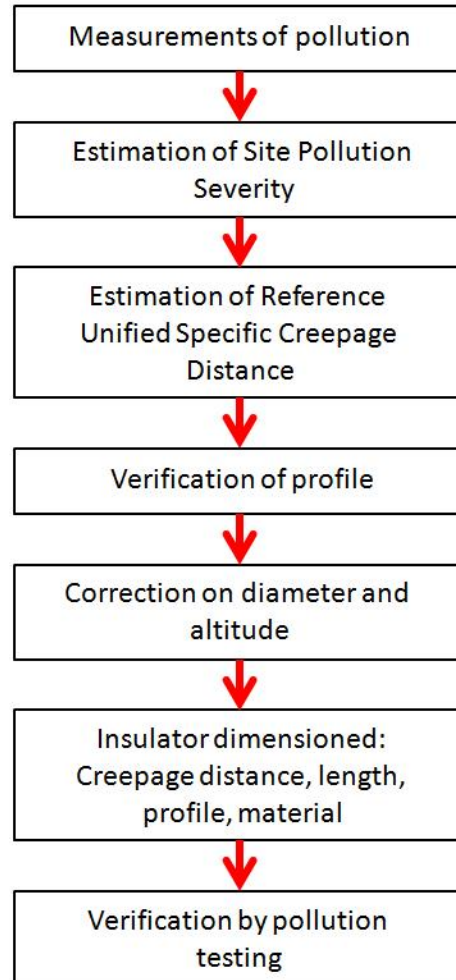 Measurements of pollution
Estimation of Site Pollution
Severity
Estimation of Reference
Unified Specific Creepage
Distance
Verification of profile
Correction on diameter and
altitude
Insulator dimensioned:
Creepage distance, length,
profile, material
Verification by pollution
testing